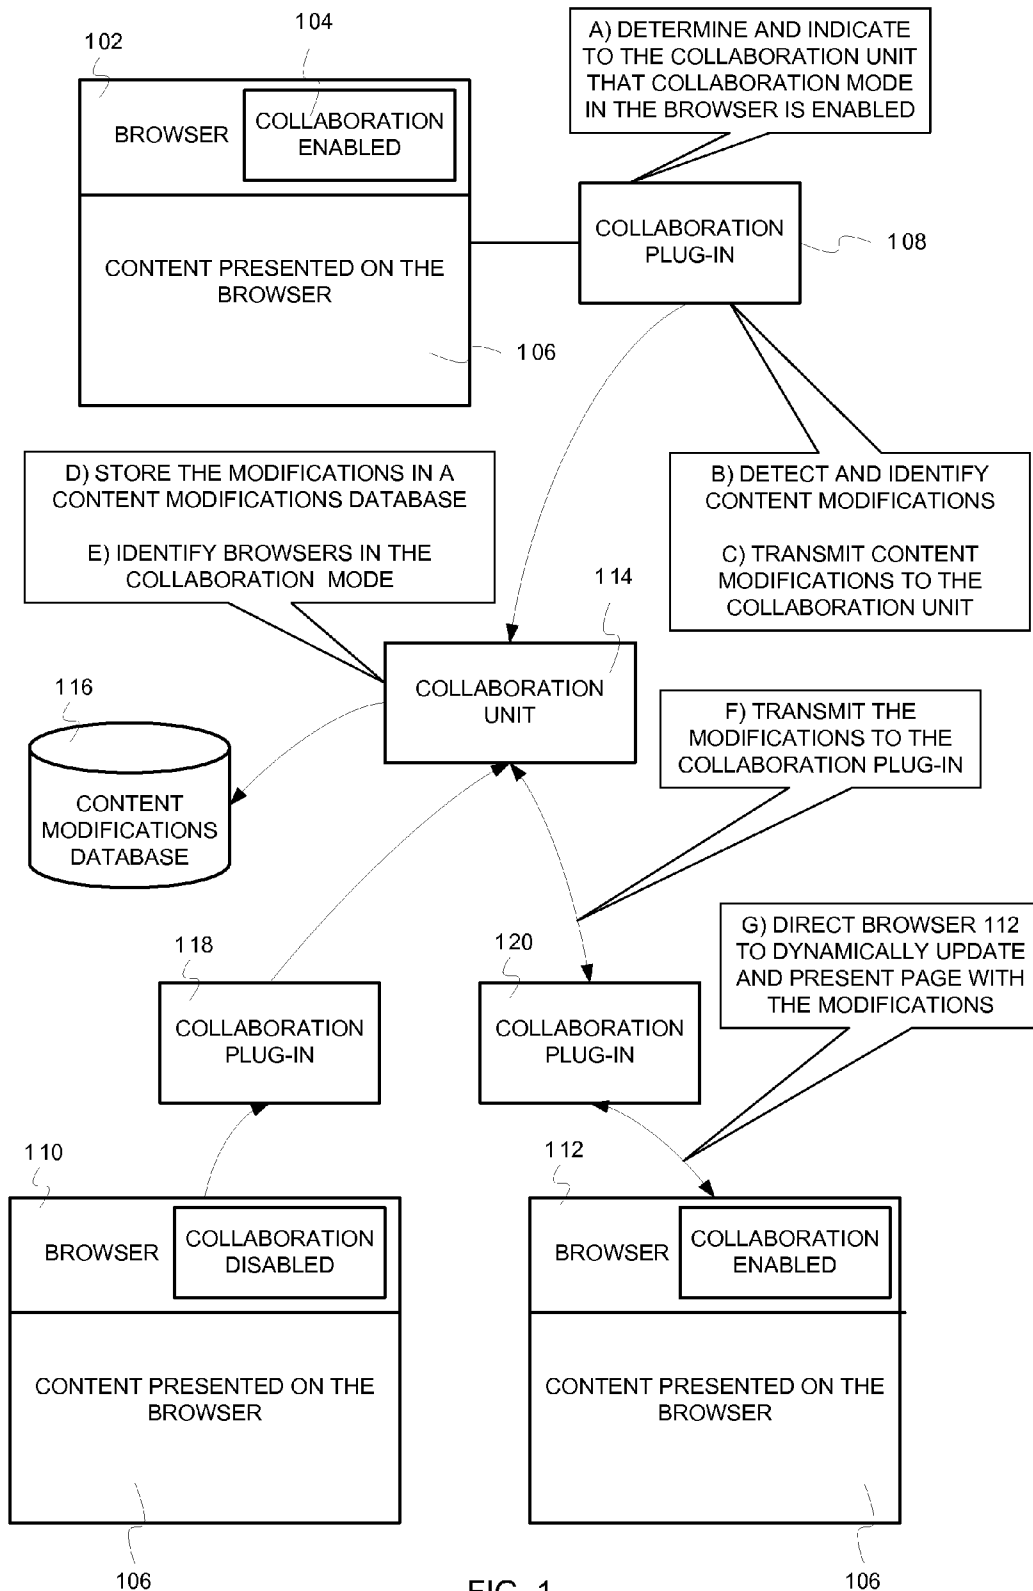 104
102
A) DETERMINE AND INDICATE
TO THE COLLABORATION UNIT
THAT COLLABORATION MODE
IN THE BROWSER IS ENABLED
BROWSER
COLLABORATION
ENABLED
COLLABORATION
PLUG-IN
108
CONTENT PRESENTED ON THE
BROWSER
106
D) STORE THE MODIFICATIONS IN A
CONTENT MODIFICATIONS DATABASE
E) IDENTIFY BROWSERS IN THE
COLLABORATION MODE
B) DETECT AND IDENTIFY
CONTENT MODIFICATIONS
C) TRANSMIT CONTENT
MODIFICATIONS TO THE
COLLABORATION UNIT
114
COLLABORATION
UNIT
116
CONTENT
MODIFICATIONS
DATABASE
F) TRANSMIT THE
MODIFICATIONS TO THE
COLLABORATION PLUG-IN
118
COLLABORATION
PLUG-IN
120
COLLABORATION
PLUG-IN
G) DIRECT BROWSER 112
TO DYNAMICALLY UPDATE
AND PRESENT PAGE WITH
THE MODIFICATIONS
110
BROWSER
COLLABORATION
DISABLED
CONTENT PRESENTED ON THE
BROWSER
106
112
BROWSER
COLLABORATION
ENABLED
CONTENT PRESENTED ON THE
BROWSER
106
FIG. 1